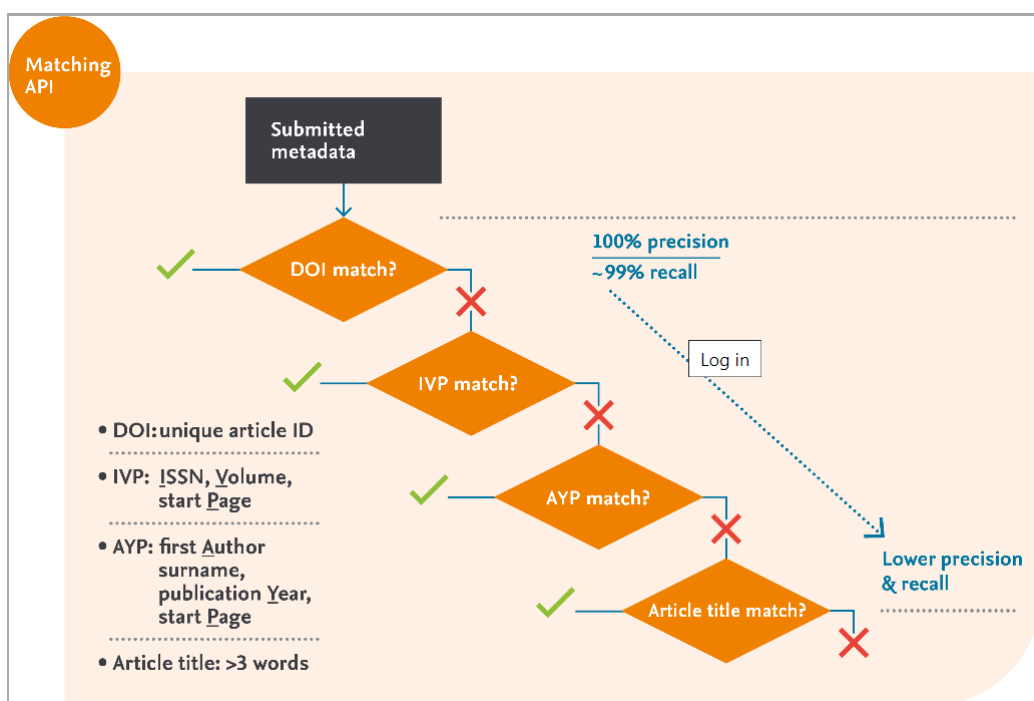 Matching
API
Submitted
metadata
DOI match?
100% precision
~99% recall
Log in
IVP match?
• DOI: unique article ID
• IVP: ISSN, Volume,
start Page
AYP match?
• AYP: first Author
surname,
publication Year,
start Page
Lower precision
& recall
Article title match?
• Article title: >3 words